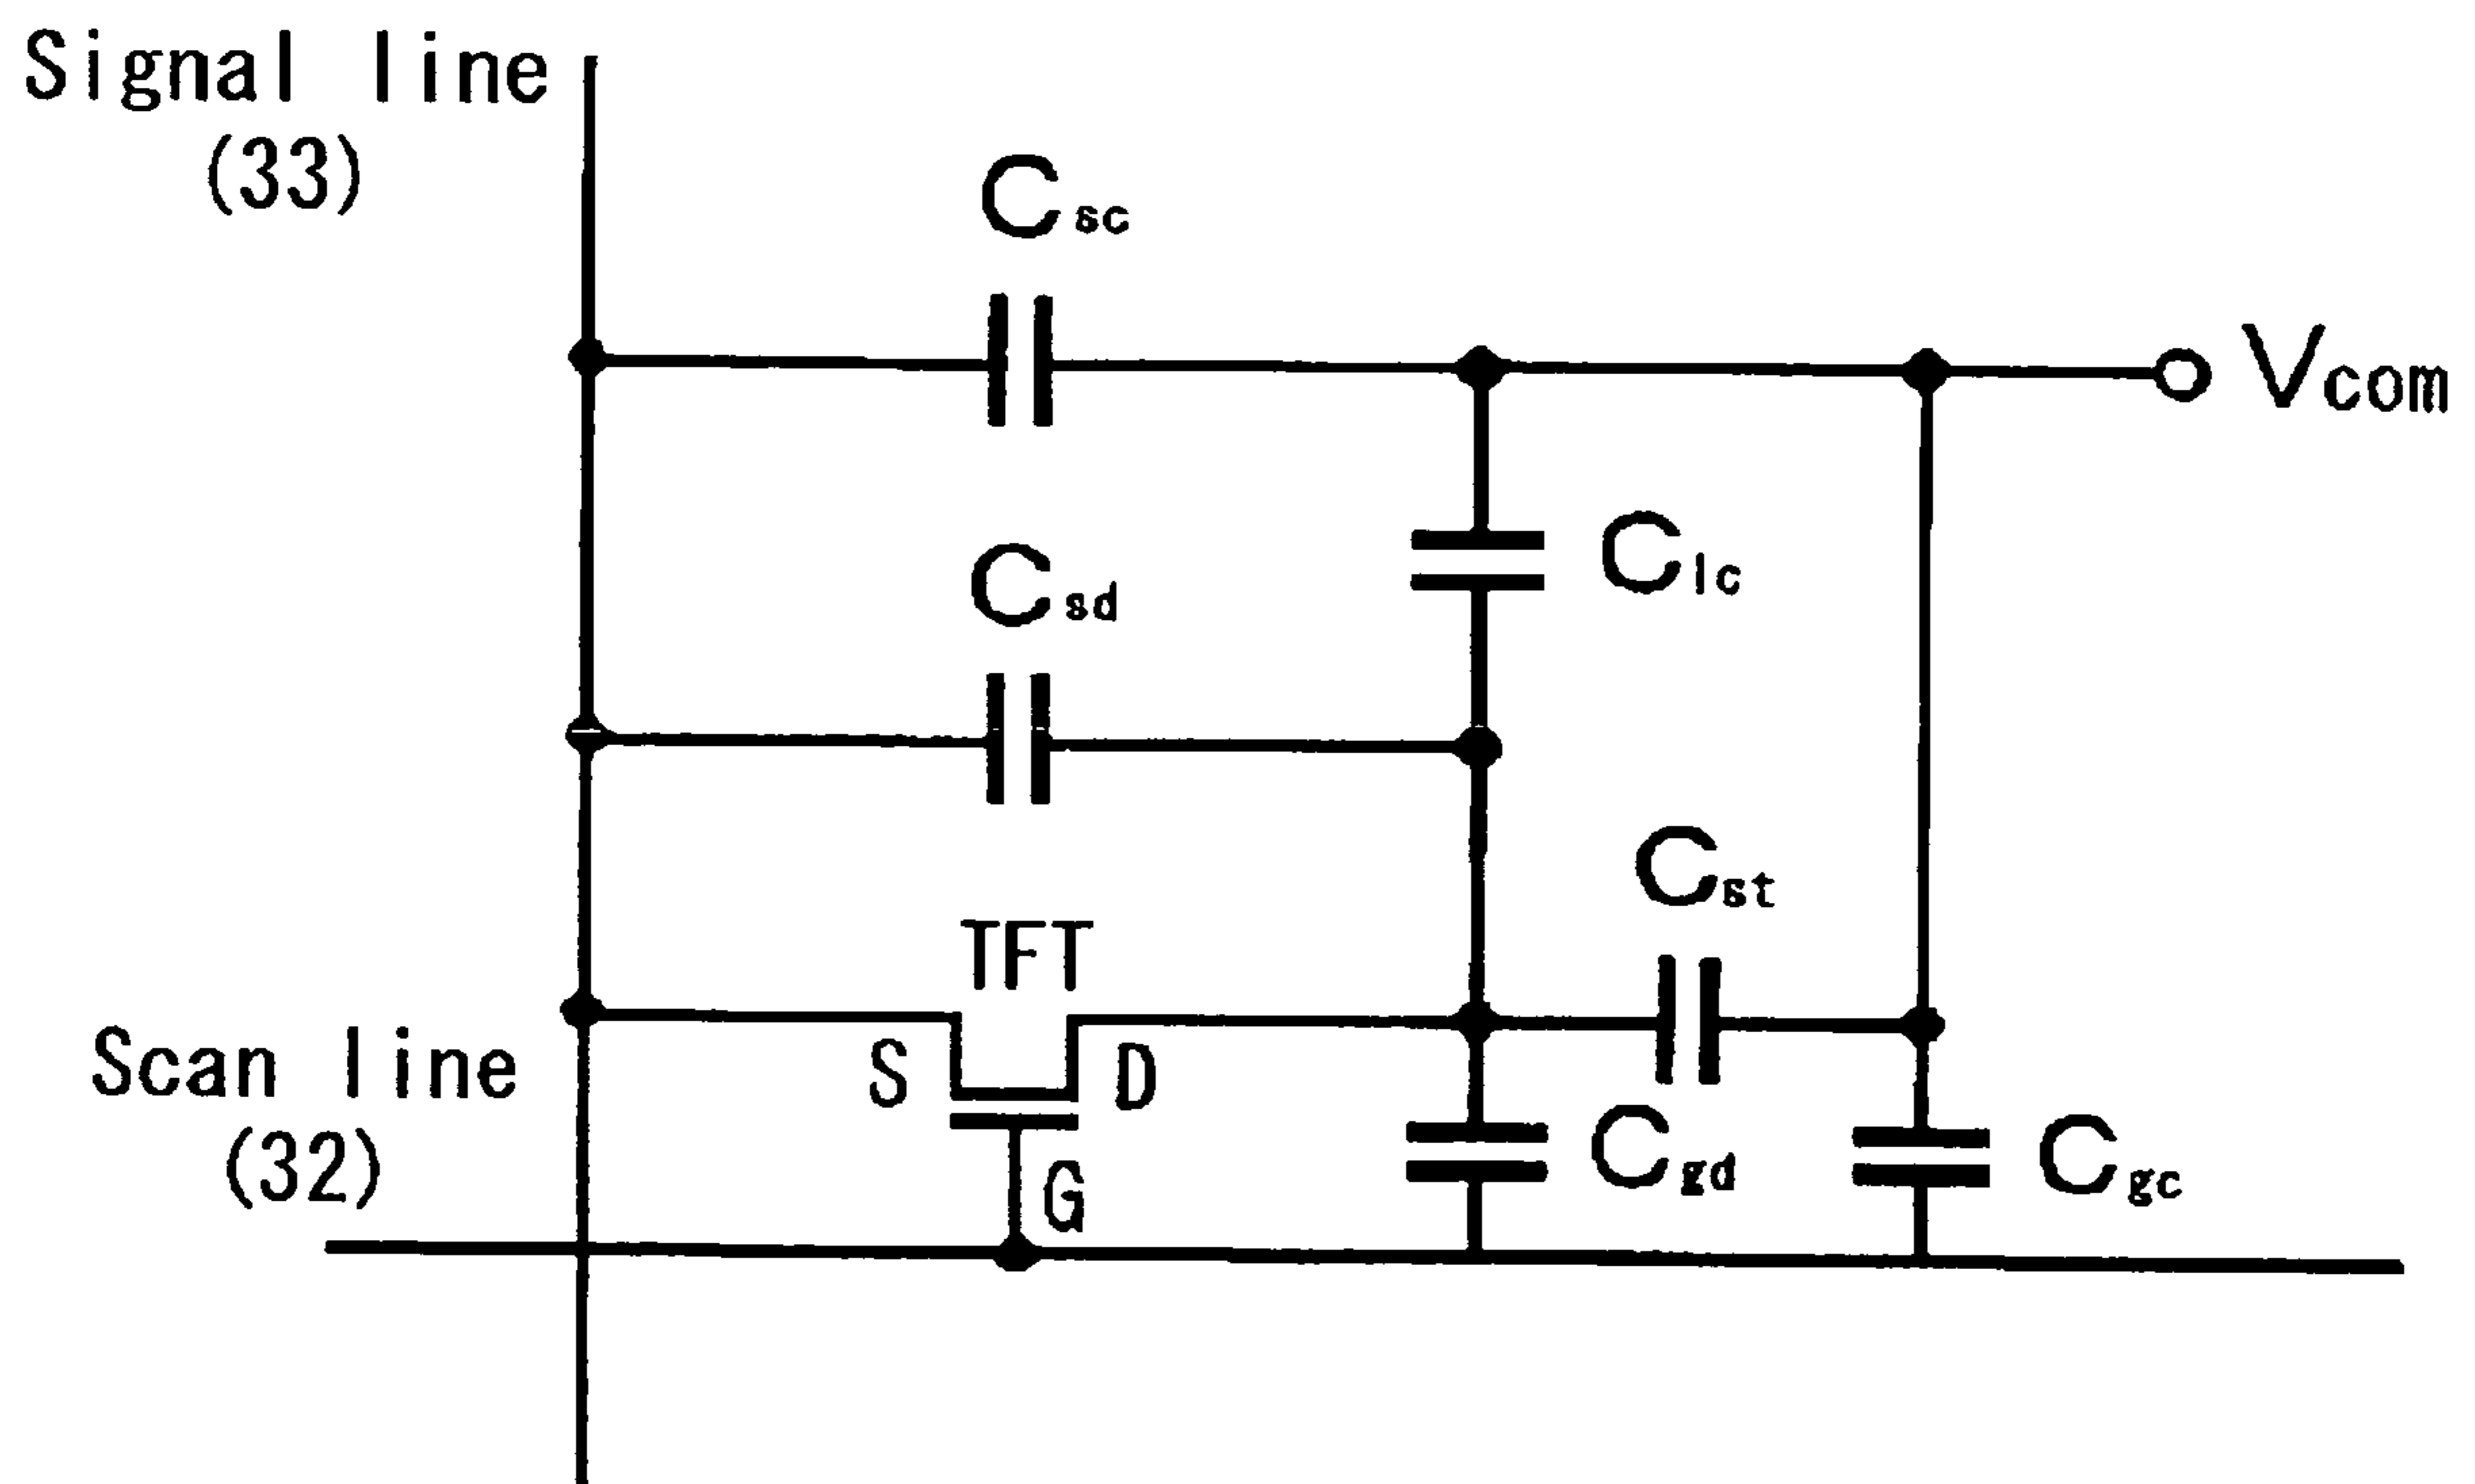 Signal line
(33)
Csc
Vcom
Clc
Csd
Cst
TFT
Scan line
(32)
S
D
G
Cgd
Cgc